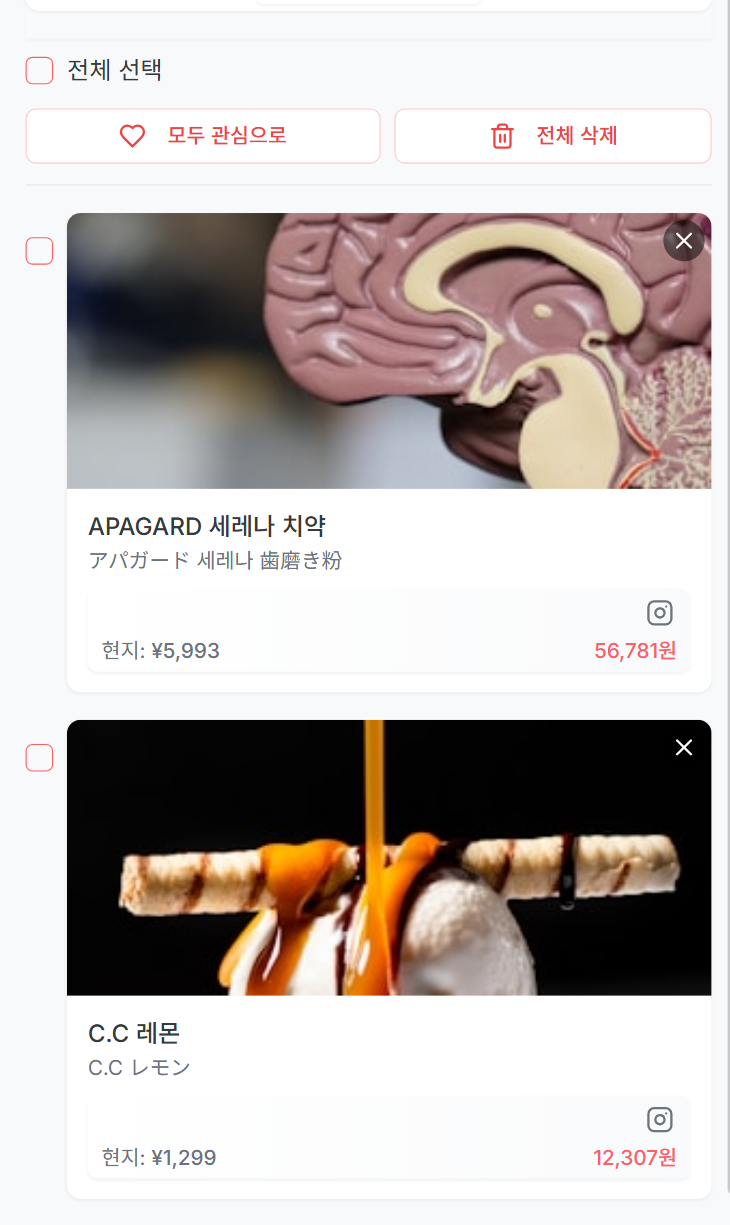 전체 선택
모두 관심으로
전체 삭제
APAGARD 세레나 치약
アパガード 세레나 歯磨き粉
현지: ¥5,993
56,781원
C.C 레몬
C.C レモン
현지: ¥1,299
12,307원